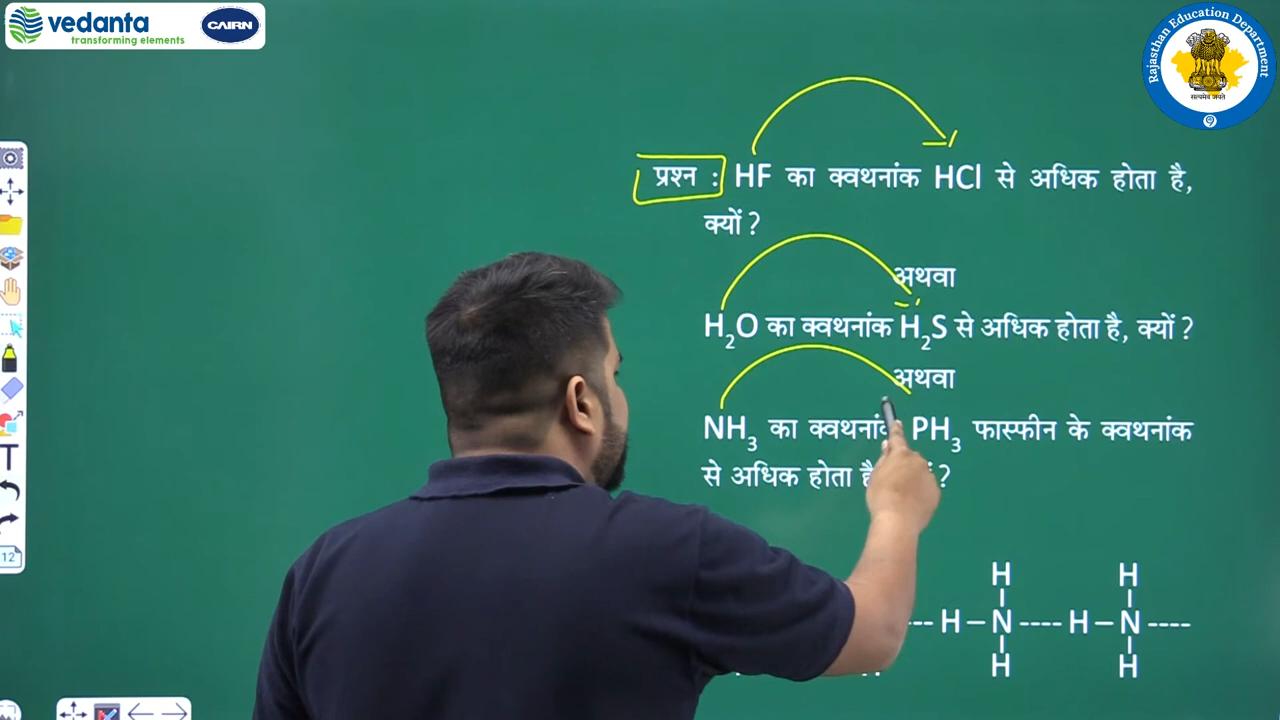 vedanta
transforming elements
CAIRN
Rajasthan Education Department
सत्यमेव जयते
प्रश्न : HF का क्वथनांक HCl से अधिक होता है,
क्यों ?
अथवा
H₂O का क्वथनांक H₂S से अधिक होता है, क्यों ?
अथवा
NH₃ का क्वथनांक PH₃ फास्फीन के क्वथनांक
से अधिक होता है ?
H H
---- H – N ---- H – N ----
H H
T
12